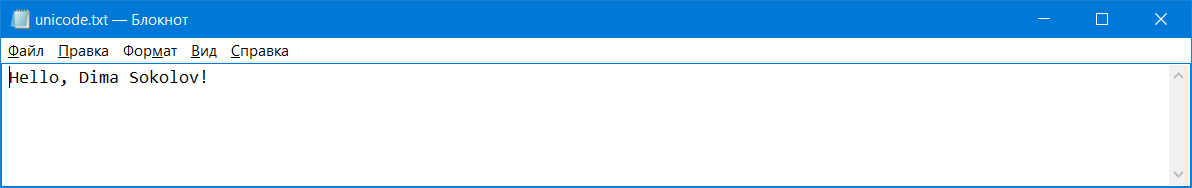 unicode.txt — Блокнот
Файл Правка Формат Вид Справка
Hello, Dima Sokolov!